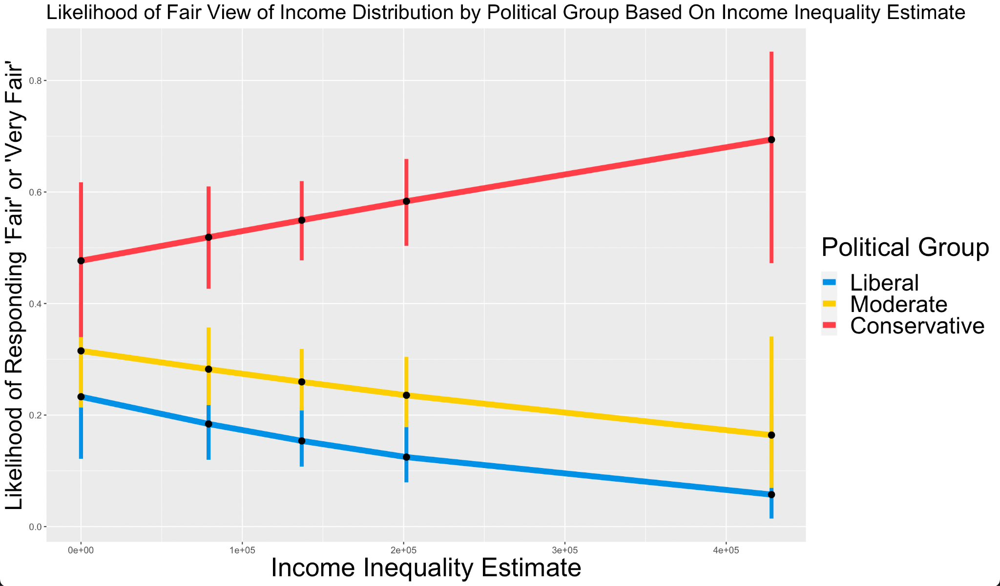 Likelihood of Fair View of Income Distribution by Political Group Based On Income Inequality Estimate
Likelihood of Responding 'Fair' or 'Very Fair'
0.8
0.6
0.4
0.2
0.0
0e+00
1e+05
2e+05
3e+05
4e+05
Income Inequality Estimate
Political Group
Liberal
Moderate
Conservative